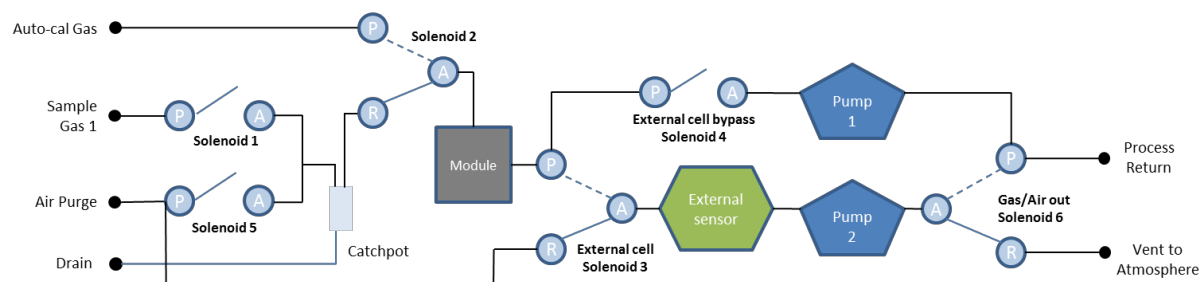 Auto-cal Gas
P
Solenoid 2
A
Sample
Gas 1
P
A
Solenoid 1
R
Air Purge
P
A
Solenoid 5
Drain
Catchpot
Module
P
A
External cell bypass
Solenoid 4
Pump
1
P
A
R
External cell
Solenoid 3
External
sensor
Pump
2
P
A
R
Gas/Air out
Solenoid 6
Process
Return
Vent to
Atmosphere